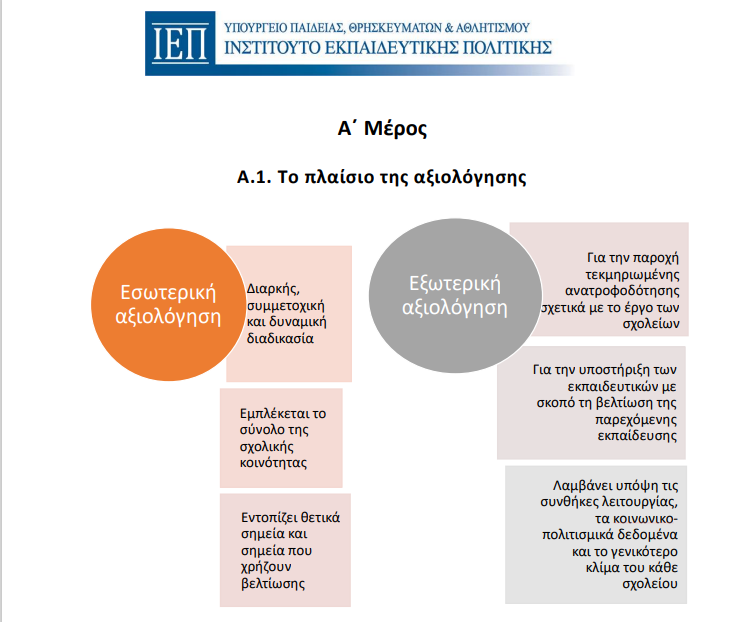 ΙΕΠ
ΥΠΟΥΡΓΕΙΟ ΠΑΙΔΕΙΑΣ, ΘΡΗΣΚΕΥΜΑΤΩΝ & ΑΘΛΗΤΙΣΜΟΥ
ΙΝΣΤΙΤΟΥΤΟ ΕΚΠΑΙΔΕΥΤΙΚΗΣ ΠΟΛΙΤΙΚΗΣ
Α΄ Μέρος
Α.1. Το πλαίσιο της αξιολόγησης
Εσωτερική
αξιολόγηση
Διαρκής,
συμμετοχική
και δυναμική
διαδικασία
Εμπλέκεται το
σύνολο της
σχολικής
κοινότητας
Εντοπίζει θετικά
σημεία και
σημεία που
χρήζουν
βελτίωσης
Εξωτερική
αξιολόγηση
Για την παροχή
τεκμηριωμένης
ανατροφοδότησης
σχετικά με το έργο των
σχολείων
Για την υποστήριξη των
εκπαιδευτικών με
σκοπό τη βελτίωση της
παρεχόμενης
εκπαίδευσης
Λαμβάνει υπόψη τις
συνθήκες λειτουργίας,
τα κοινωνικο-
πολιτισμικά δεδομένα
και το γενικότερο
κλίμα του κάθε
σχολείου